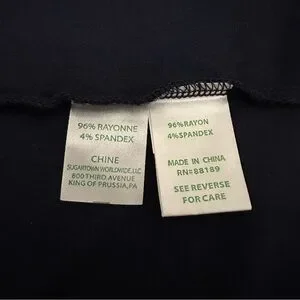 96% RAYONNE
4% SPANDEX
CHINE
SUGARTOWN WORLDWIDE, LLC
800 THIRD AVENUE
KING OF PRUSSIA, PA
96% RAYON
4% SPANDEX
MADE IN CHINA
RN# 88189
SEE REVERSE
FOR CARE